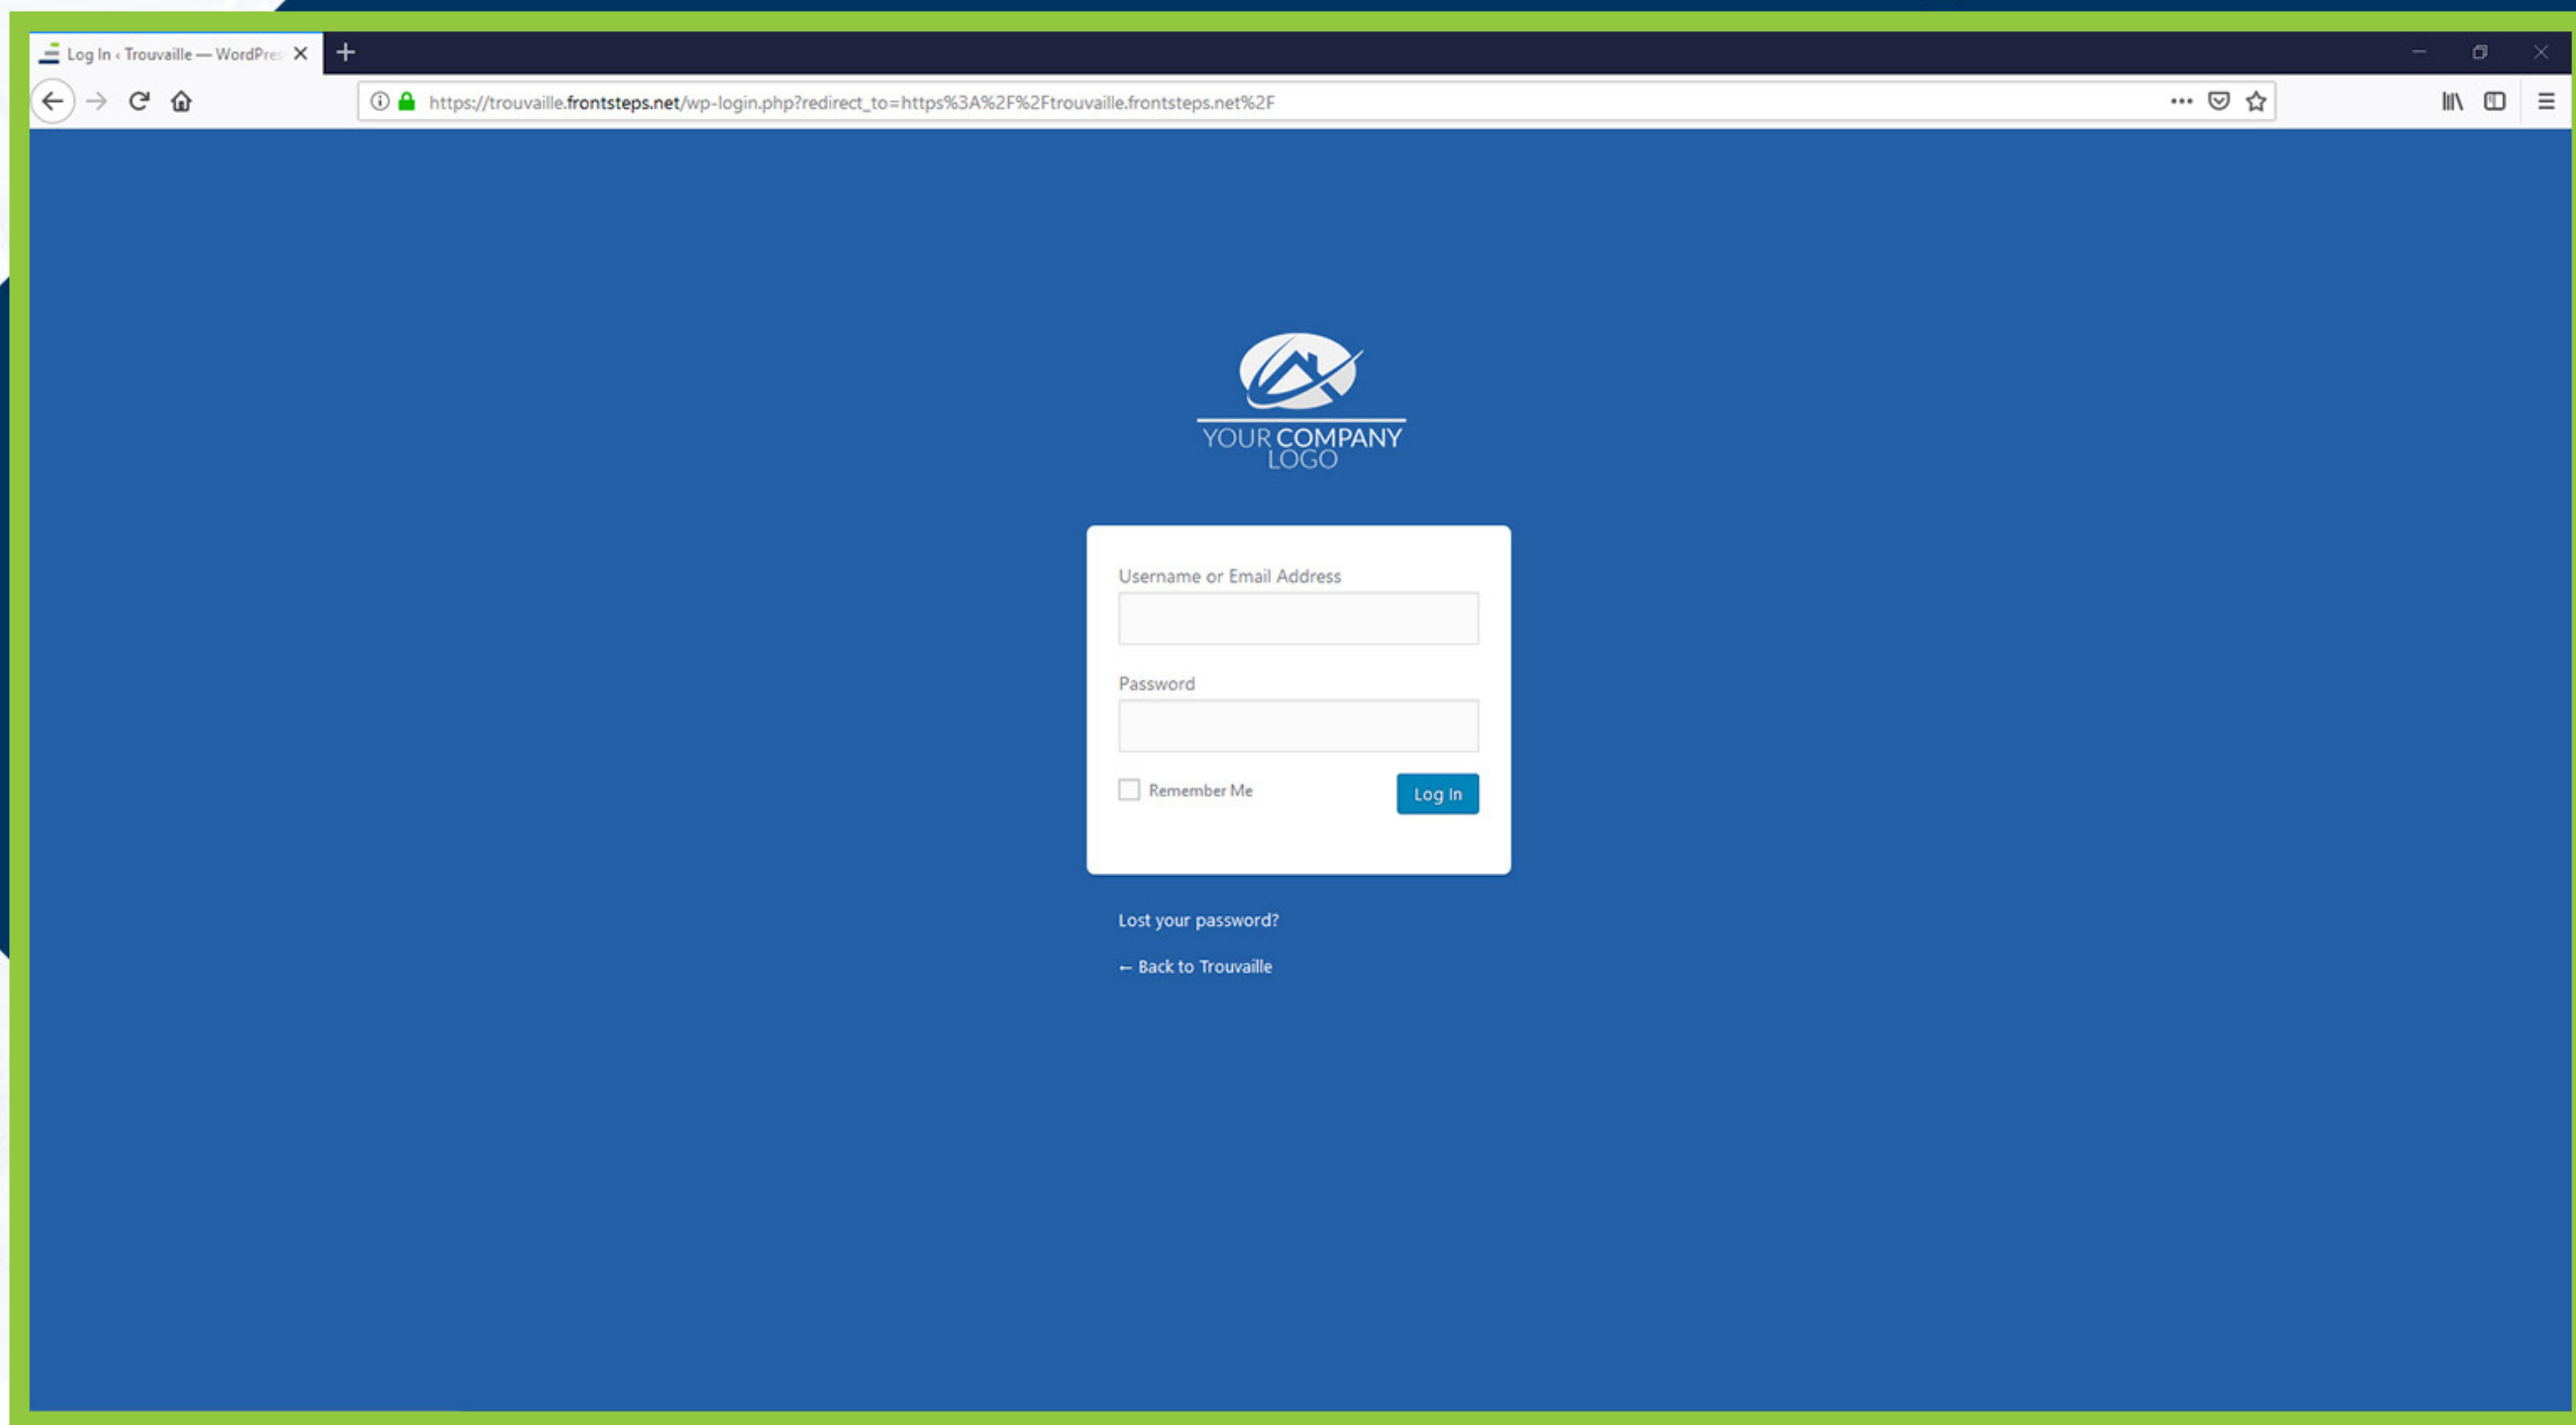 Log In ‹ Trouvaille — WordPres
https://trouvaille.frontsteps.net/wp-login.php?redirect_to=https%3A%2F%2Ftrouvaille.frontsteps.net%2F
YOUR COMPANY
LOGO
Username or Email Address
Password
Remember Me
Log In
Lost your password?
← Back to Trouvaille